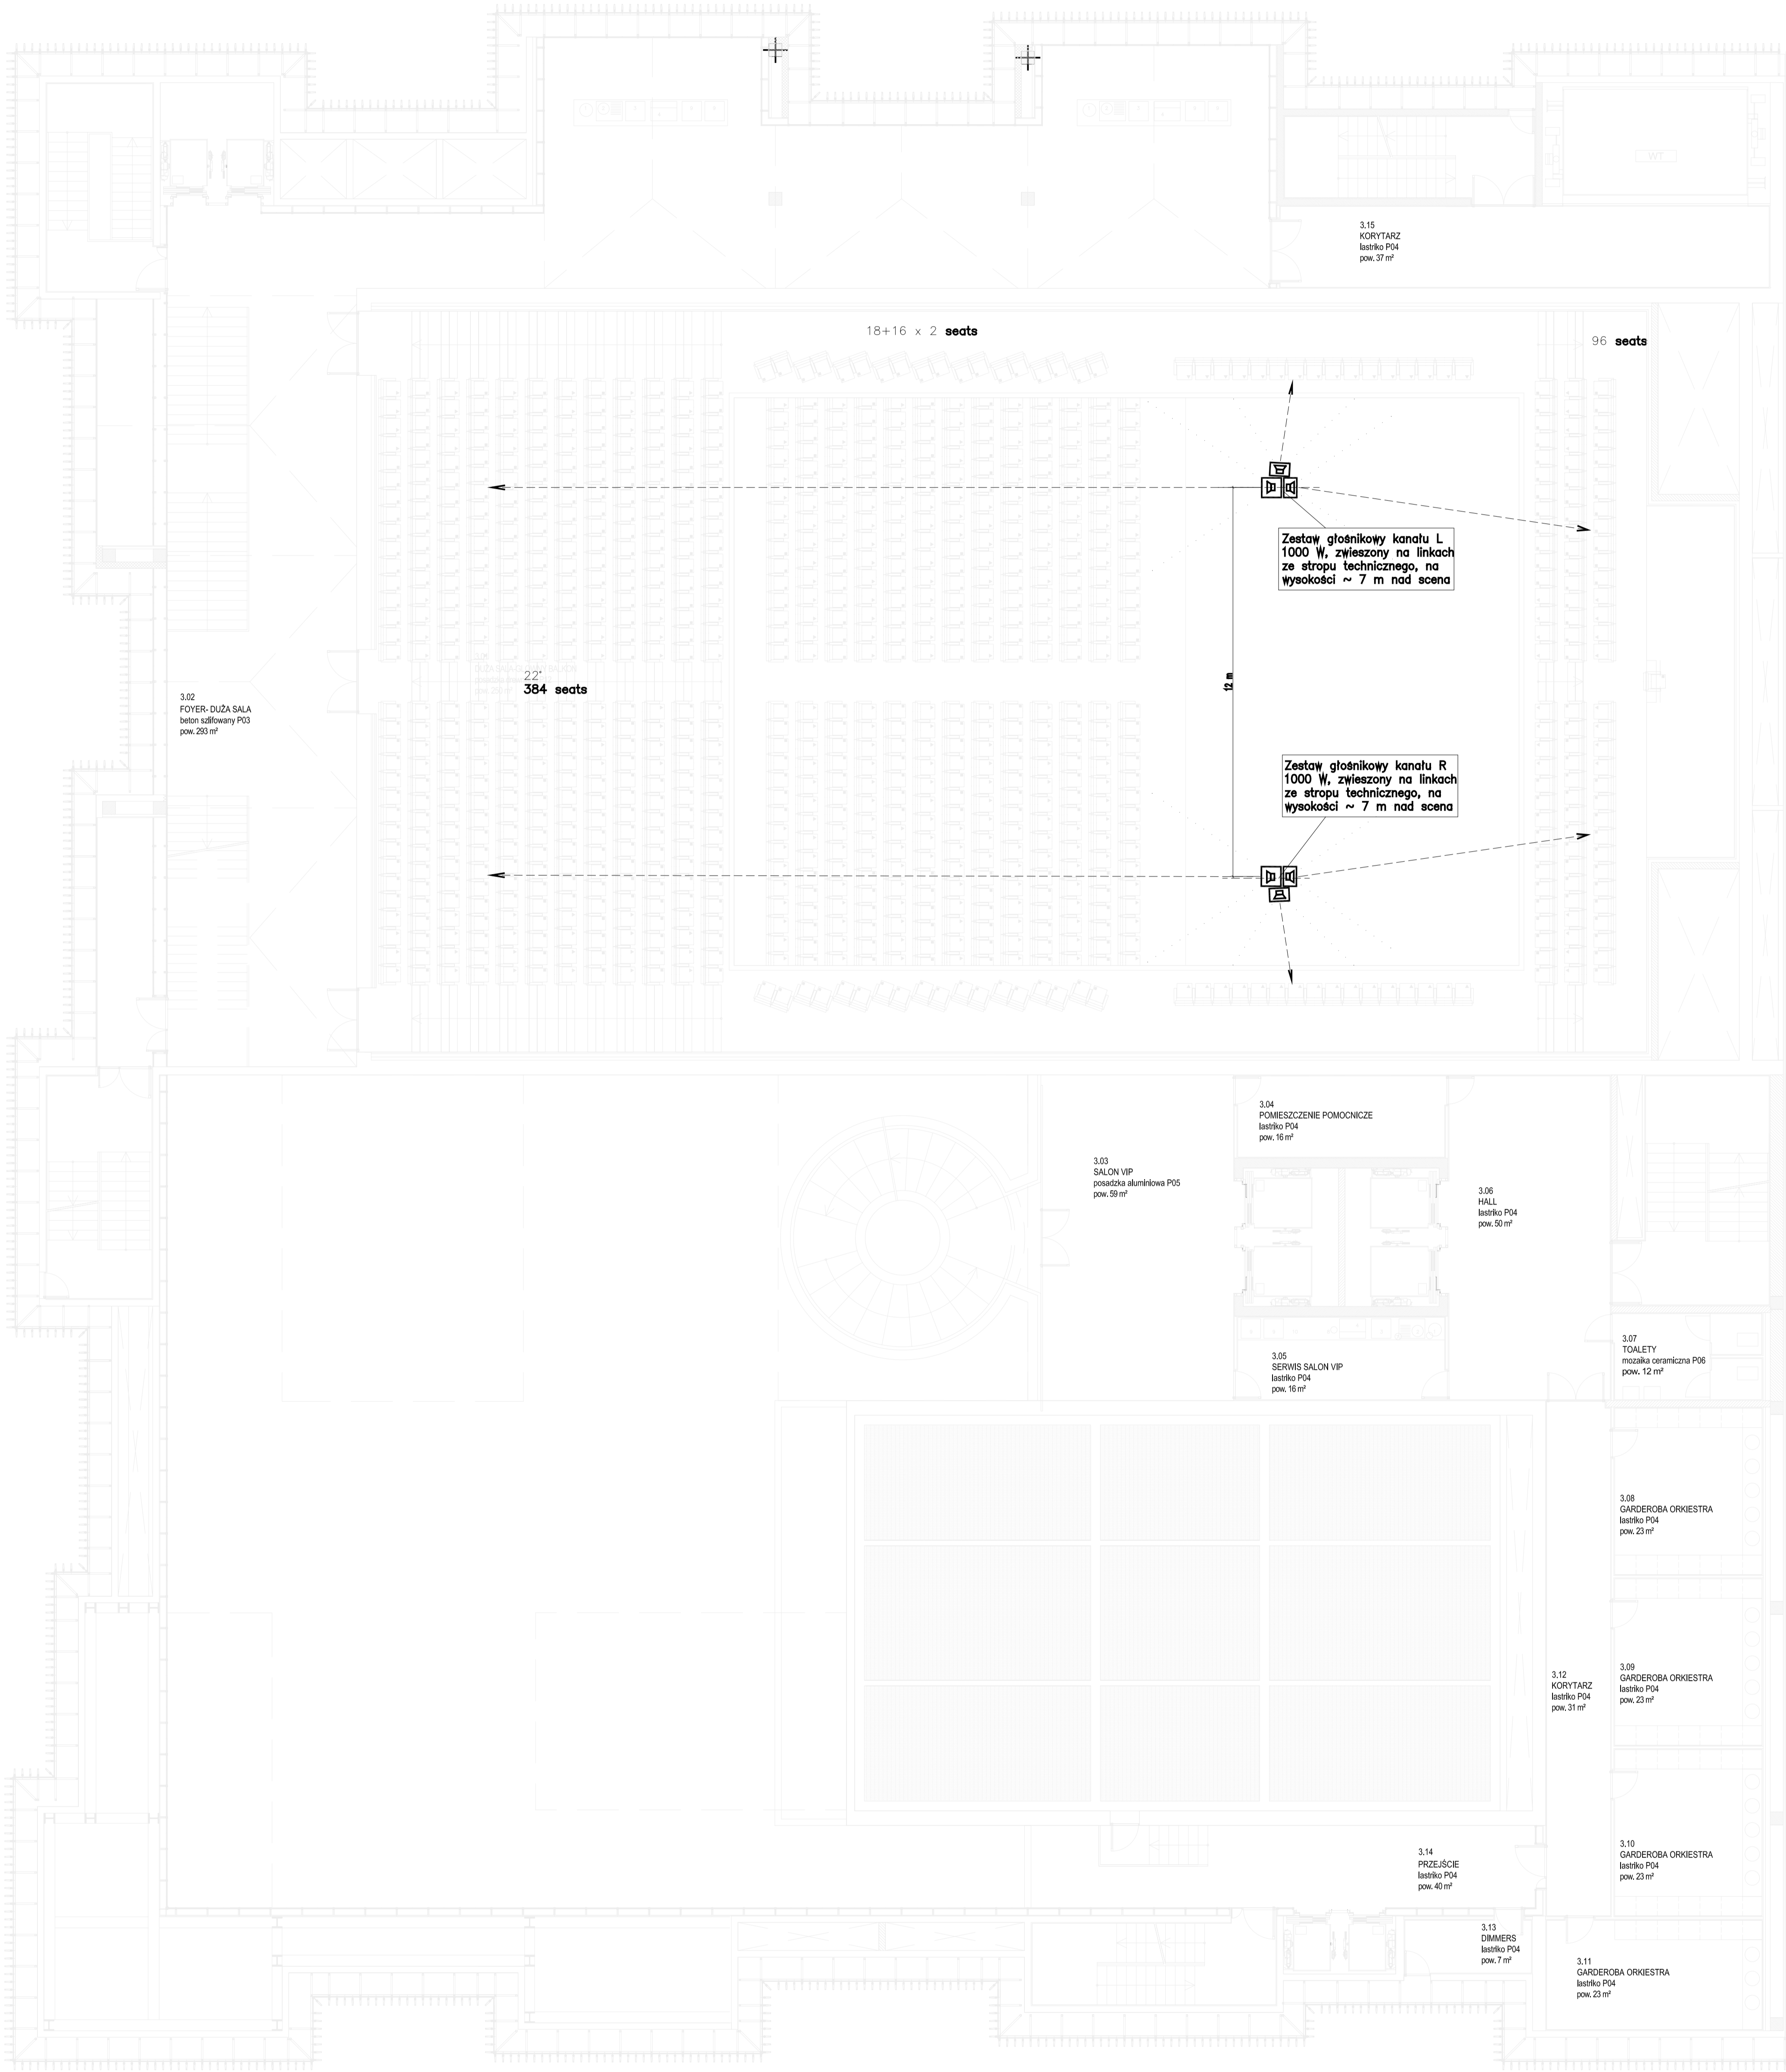 WT
3.15
KORYTARZ
lastriko P04
pow. 37 m²
18+16 x 2 seats
96 seats
Zestaw głośnikowy kanału L
1000 W, zwieszony na linkach
ze stropu technicznego, na
wysokości ~ 7 m nad scena
22°
384 seats
12 m
3.02
FOYER- DUŻA SALA
beton szlifowany P03
pow. 293 m²
Zestaw głośnikowy kanału R
1000 W, zwieszony na linkach
ze stropu technicznego, na
wysokości ~ 7 m nad scena
3.04
POMIESZCZENIE POMOCNICZE
lastriko P04
pow. 16 m²
3.03
SALON VIP
posadzka aluminiowa P05
pow. 59 m²
3.06
HALL
lastriko P04
pow. 50 m²
3.05
SERWIS SALON VIP
lastriko P04
pow. 16 m²
3.07
TOALETY
mozaika ceramiczna P06
pow. 12 m²
3.08
GARDEROBA ORKIESTRA
lastriko P04
pow. 23 m²
3.12
KORYTARZ
lastriko P04
pow. 31 m²
3.09
GARDEROBA ORKIESTRA
lastriko P04
pow. 23 m²
3.10
GARDEROBA ORKIESTRA
lastriko P04
pow. 23 m²
3.14
PRZEJŚCIE
lastriko P04
pow. 40 m²
3.13
DIMMERS
lastriko P04
pow. 7 m²
3.11
GARDEROBA ORKIESTRA
lastriko P04
pow. 23 m²